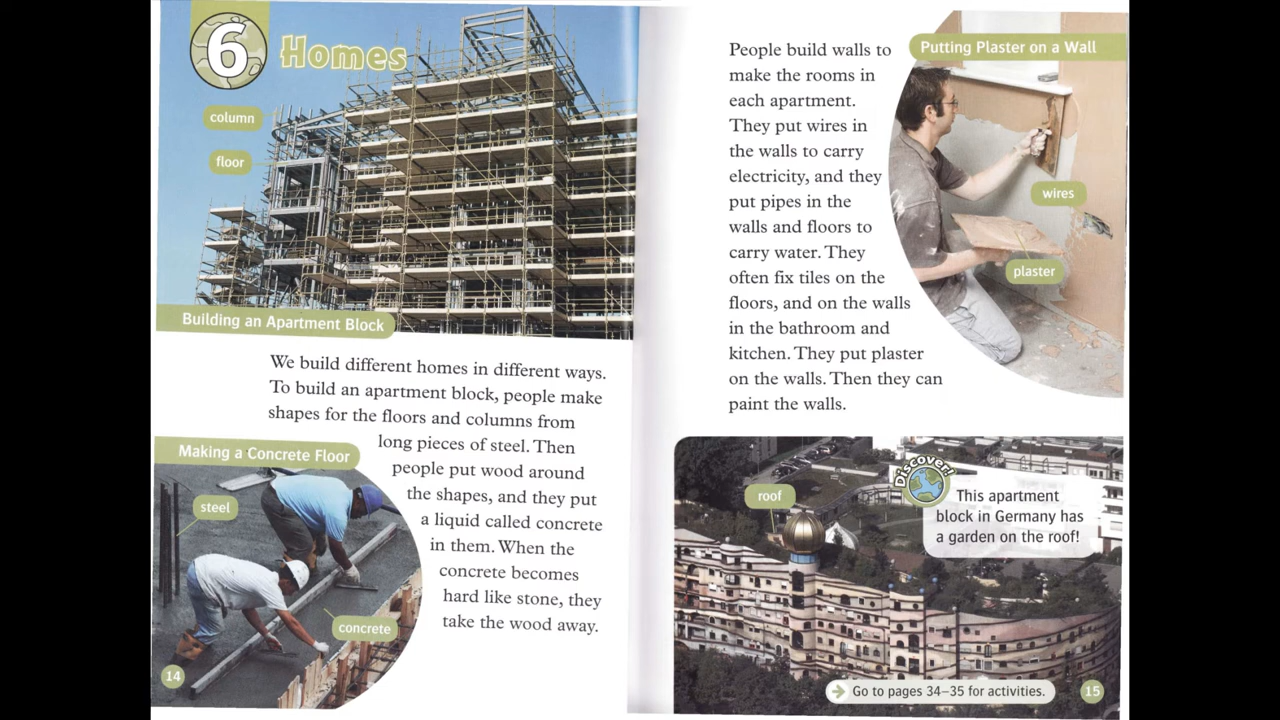 6 Homes
column
floor
Building an Apartment Block
We build different homes in different ways.
To build an apartment block, people make
shapes for the floors and columns from
long pieces of steel. Then
people put wood around
the shapes, and they put
a liquid called concrete
in them. When the
concrete becomes
hard like stone, they
take the wood away.
Making a Concrete Floor
steel
concrete
14
People build walls to
make the rooms in
each apartment.
They put wires in
the walls to carry
electricity, and they
put pipes in the
walls and floors to
carry water. They
often fix tiles on the
floors, and on the walls
in the bathroom and
kitchen. They put plaster
on the walls. Then they can
paint the walls.
Putting Plaster on a Wall
wires
plaster
roof
Discover!
This apartment
block in Germany has
a garden on the roof!
Go to pages 34–35 for activities.
15